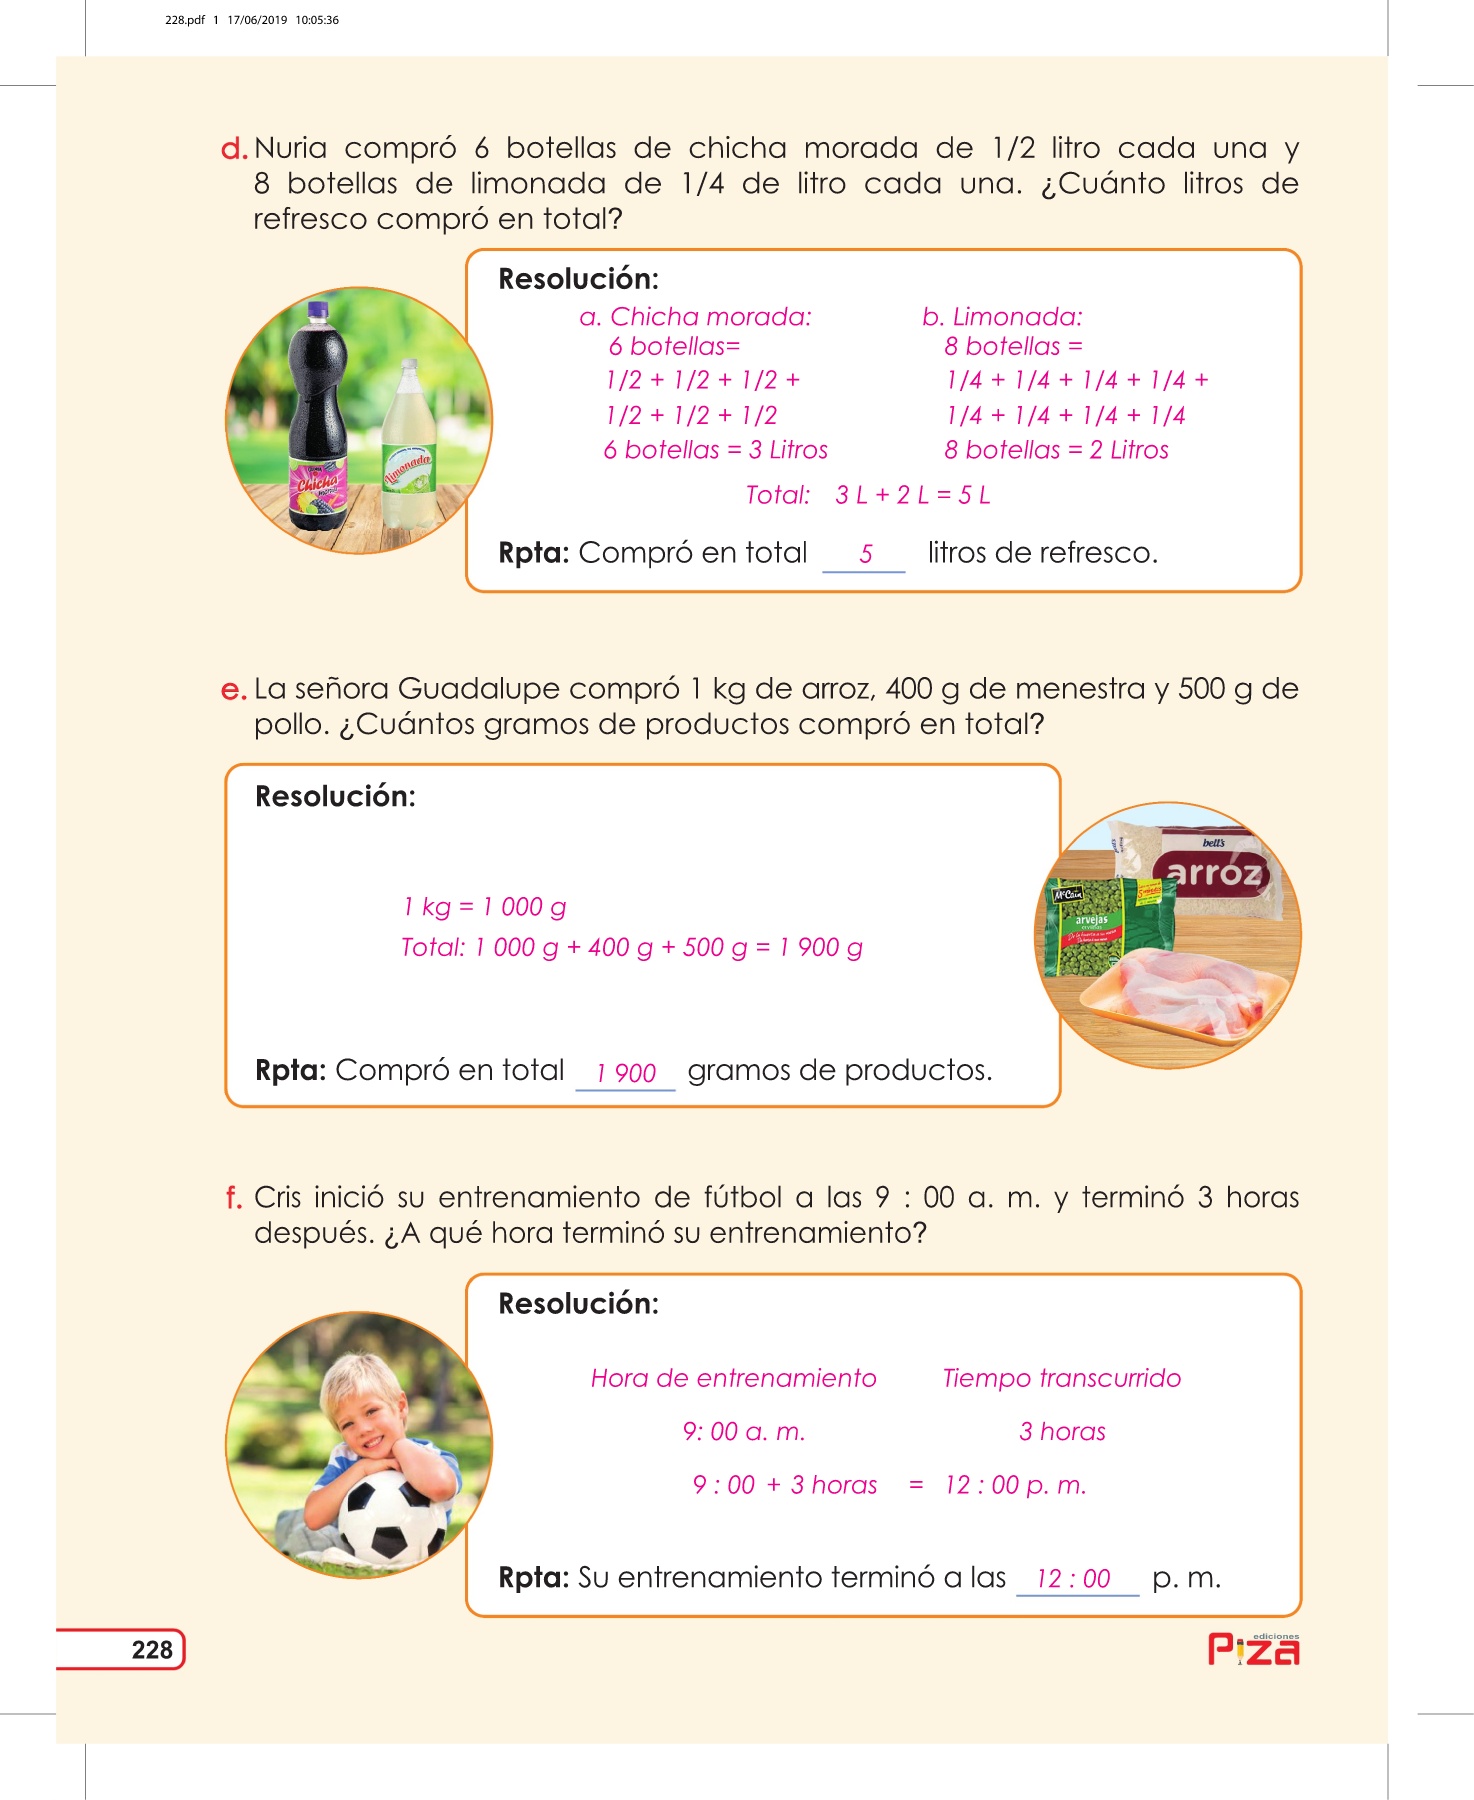 228.pdf 1 17/06/2019 10:05:36
d. Nuria compró 6 botellas de chicha morada de 1/2 litro cada una y
8 botellas de limonada de 1/4 de litro cada una. ¿Cuánto litros de
refresco compró en total?
Resolución:
a. Chicha morada:
6 botellas=
1/2 + 1/2 + 1/2 +
1/2 + 1/2 + 1/2
6 botellas = 3 Litros
b. Limonada:
8 botellas =
1/4 + 1/4 + 1/4 + 1/4 +
1/4 + 1/4 + 1/4 + 1/4
8 botellas = 2 Litros
Total: 3 L + 2 L = 5 L
Rpta: Compró en total 5 litros de refresco.
Chicha
Limonada
e. La señora Guadalupe compró 1 kg de arroz, 400 g de menestra y 500 g de
pollo. ¿Cuántos gramos de productos compró en total?
Resolución:
1 kg = 1 000 g
Total: 1 000 g + 400 g + 500 g = 1 900 g
Rpta: Compró en total 1 900 gramos de productos.
bell's
arroz
McCain
arvejas
f. Cris inició su entrenamiento de fútbol a las 9 : 00 a. m. y terminó 3 horas
después. ¿A qué hora terminó su entrenamiento?
Resolución:
Hora de entrenamiento Tiempo transcurrido
9: 00 a. m. 3 horas
9 : 00 + 3 horas = 12 : 00 p. m.
Rpta: Su entrenamiento terminó a las 12 : 00 p. m.
228
ediciones
Piza